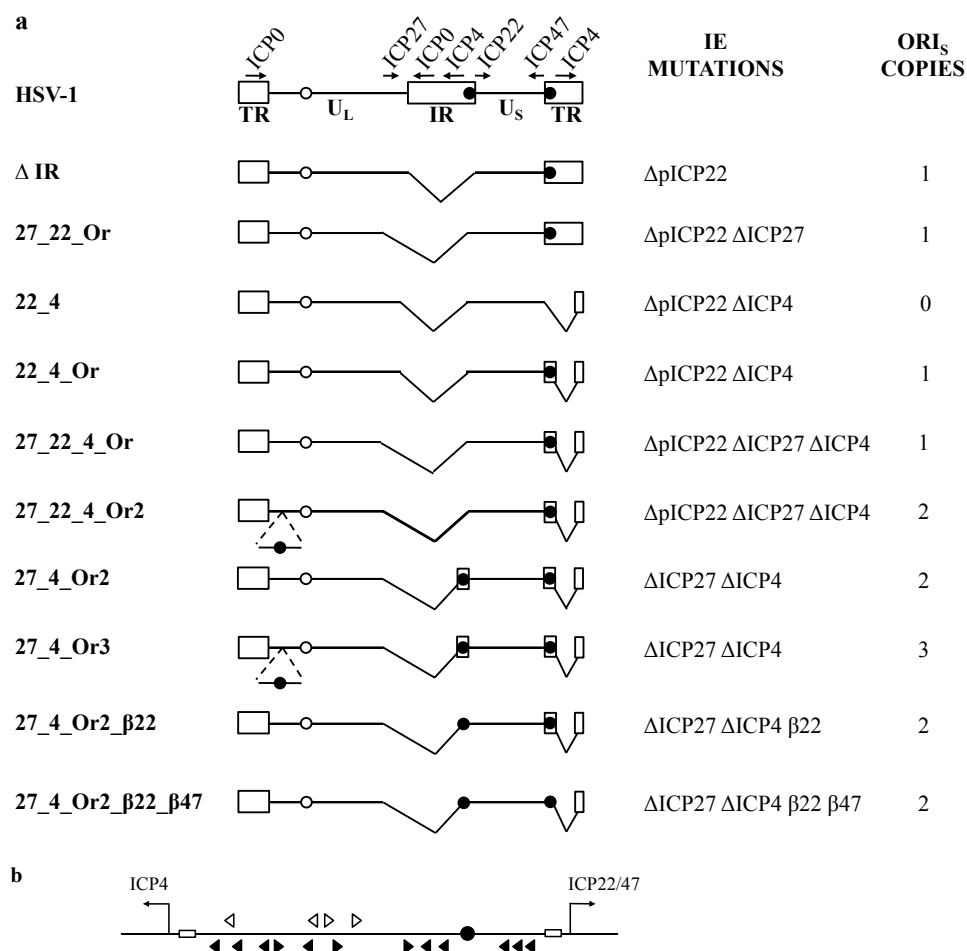 a
ICP0 ICP27 ICP0 ICP4 ICP22 ICP47 ICP4
IE MUTATIONS
ORIS COPIES
HSV-1
TR UL IR US TR
Δ IR ΔpICP22 1
27_22_Or ΔpICP22 ΔICP27 1
22_4 ΔpICP22 ΔICP4 0
22_4_Or ΔpICP22 ΔICP4 1
27_22_4_Or ΔpICP22 ΔICP27 ΔICP4 1
27_22_4_Or2 ΔpICP22 ΔICP27 ΔICP4 2
27_4_Or2 ΔICP27 ΔICP4 2
27_4_Or3 ΔICP27 ΔICP4 3
27_4_Or2_β22 ΔICP27 ΔICP4 β22 2
27_4_Or2_β22_β47 ΔICP27 ΔICP4 β22 β47 2
b
ICP4 ICP22/47